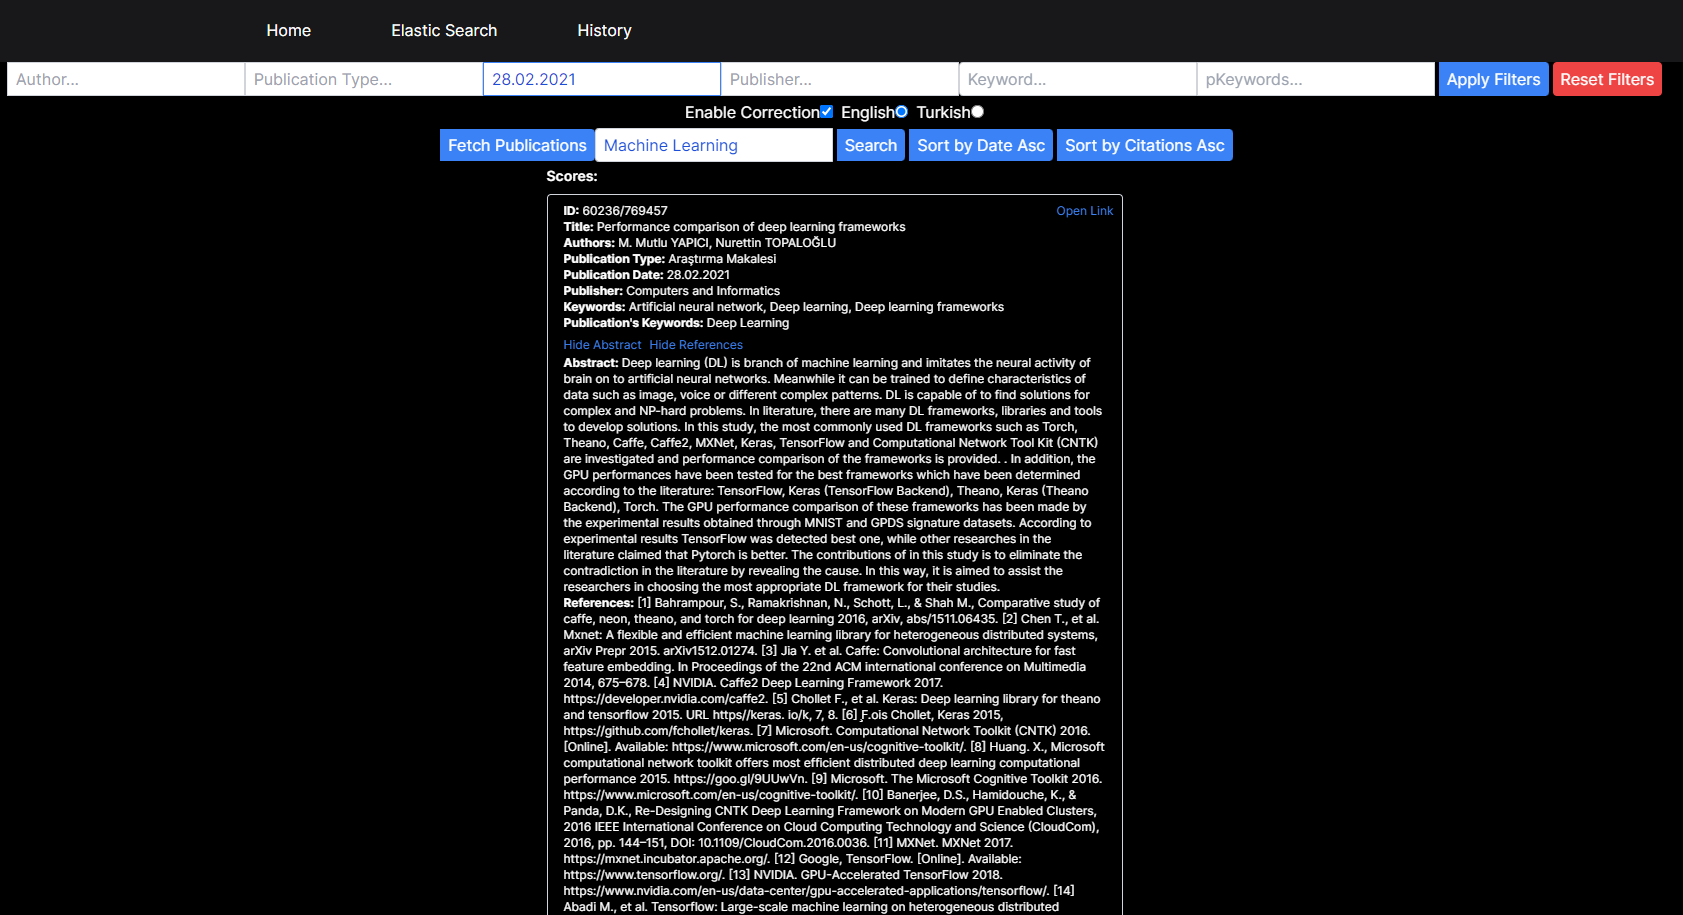 Home Elastic Search History
Author... Publication Type... 28.02.2021 Publisher... Keyword... pKeywords... Apply Filters Reset Filters
Enable Correction English Turkish
Fetch Publications Machine Learning Search Sort by Date Asc Sort by Citations Asc
Scores:
ID: 60236/769457 Open Link
Title: Performance comparison of deep learning frameworks
Authors: M. Mutlu YAPICI, Nurettin TOPALOĞLU
Publication Type: Araştırma Makalesi
Publication Date: 28.02.2021
Publisher: Computers and Informatics
Keywords: Artificial neural network, Deep learning, Deep learning frameworks
Publication's Keywords: Deep Learning
Hide Abstract Hide References
Abstract: Deep learning (DL) is branch of machine learning and imitates the neural activity of
brain on to artificial neural networks. Meanwhile it can be trained to define characteristics of
data such as image, voice or different complex patterns. DL is capable of to find solutions for
complex and NP-hard problems. In literature, there are many DL frameworks, libraries and tools
to develop solutions. In this study, the most commonly used DL frameworks such as Torch,
Theano, Caffe, Caffe2, MXNet, Keras, TensorFlow and Computational Network Tool Kit (CNTK)
are investigated and performance comparison of the frameworks is provided. . In addition, the
GPU performances have been tested for the best frameworks which have been determined
according to the literature: TensorFlow, Keras (TensorFlow Backend), Theano, Keras (Theano
Backend), Torch. The GPU performance comparison of these frameworks has been made by
the experimental results obtained through MNIST and GPDS signature datasets. According to
experimental results TensorFlow was detected best one, while other researches in the
literature claimed that Pytorch is better. The contributions of in this study is to eliminate the
contradiction in the literature by revealing the cause. In this way, it is aimed to assist the
researchers in choosing the most appropriate DL framework for their studies.
References: [1] Bahrampour, S., Ramakrishnan, N., Schott, L., & Shah M., Comparative study of
caffe, neon, theano, and torch for deep learning 2016, arXiv, abs/1511.06435. [2] Chen T., et al.
Mxnet: A flexible and efficient machine learning library for heterogeneous distributed systems,
arXiv Prepr 2015. arXiv1512.01274. [3] Jia Y. et al. Caffe: Convolutional architecture for fast
feature embedding. In Proceedings of the 22nd ACM international conference on Multimedia
2014, 675–678. [4] NVIDIA. Caffe2 Deep Learning Framework 2017.
https://developer.nvidia.com/caffe2. [5] Chollet F., et al. Keras: Deep learning library for theano
and tensorflow 2015. URL https//keras. io/k, 7, 8. [6] F.ois Chollet, Keras 2015,
https://github.com/fchollet/keras. [7] Microsoft. Computational Network Toolkit (CNTK) 2016.
[Online]. Available: https://www.microsoft.com/en-us/cognitive-toolkit/. [8] Huang. X., Microsoft
computational network toolkit offers most efficient distributed deep learning computational
performance 2015. https://goo.gl/9UUwVn. [9] Microsoft. The Microsoft Cognitive Toolkit 2016.
https://www.microsoft.com/en-us/cognitive-toolkit/. [10] Banerjee, D.S., Hamidouche, K., &
Panda, D.K., Re-Designing CNTK Deep Learning Framework on Modern GPU Enabled Clusters,
2016 IEEE International Conference on Cloud Computing Technology and Science (CloudCom),
2016, pp. 144–151, DOI: 10.1109/CloudCom.2016.0036. [11] MXNet. MXNet 2017.
https://mxnet.incubator.apache.org/. [12] Google, TensorFlow. [Online]. Available:
https://www.tensorflow.org/. [13] NVIDIA. GPU-Accelerated TensorFlow 2018.
https://www.nvidia.com/en-us/data-center/gpu-accelerated-applications/tensorflow/. [14]
Abadi M., et al. Tensorflow: Large-scale machine learning on heterogeneous distributed